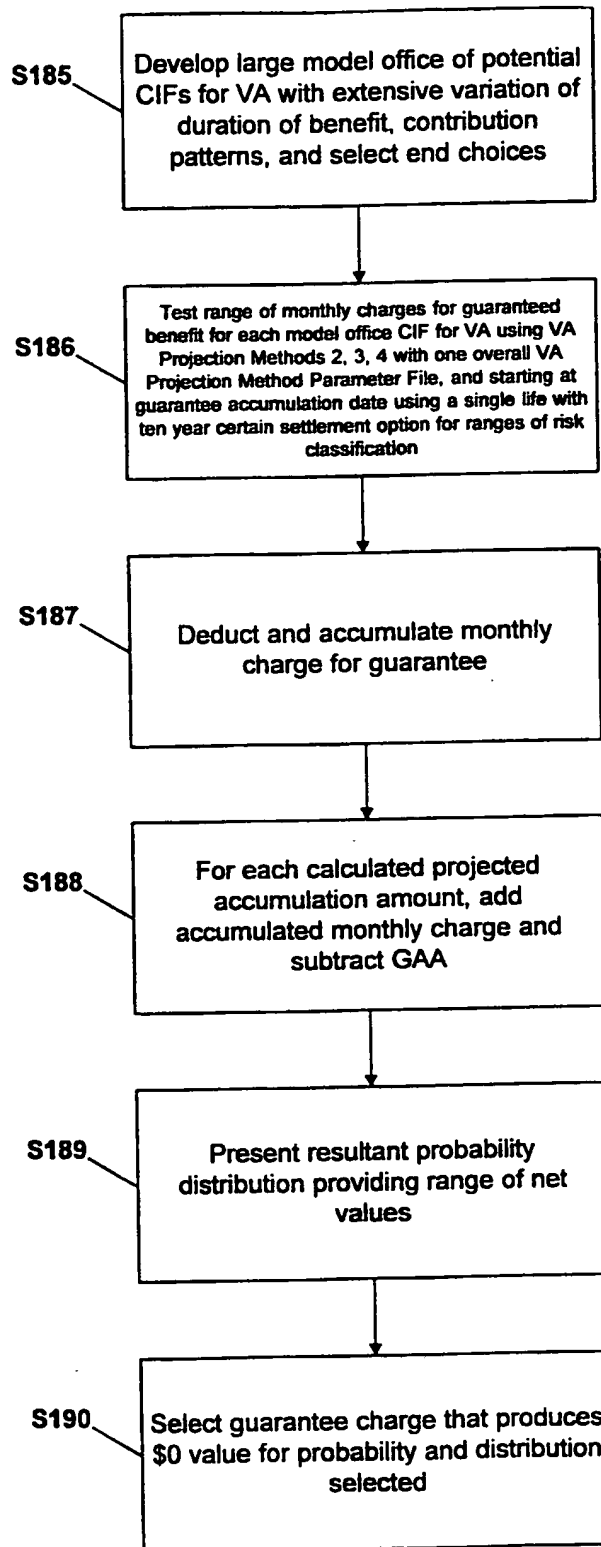 S185
Develop large model office of potential
CIFs for VA with extensive variation of
duration of benefit, contribution
patterns, and select end choices
S186
Test range of monthly charges for guaranteed
benefit for each model office CIF for VA using VA
Projection Methods 2, 3, 4 with one overall VA
Projection Method Parameter File, and starting at
guarantee accumulation date using a single life with
ten year certain settlement option for ranges of risk
classification
S187
Deduct and accumulate monthly
charge for guarantee
S188
For each calculated projected
accumulation amount, add
accumulated monthly charge and
subtract GAA
S189
Present resultant probability
distribution providing range of net
values
S190
Select guarantee charge that produces
$0 value for probability and distribution
selected